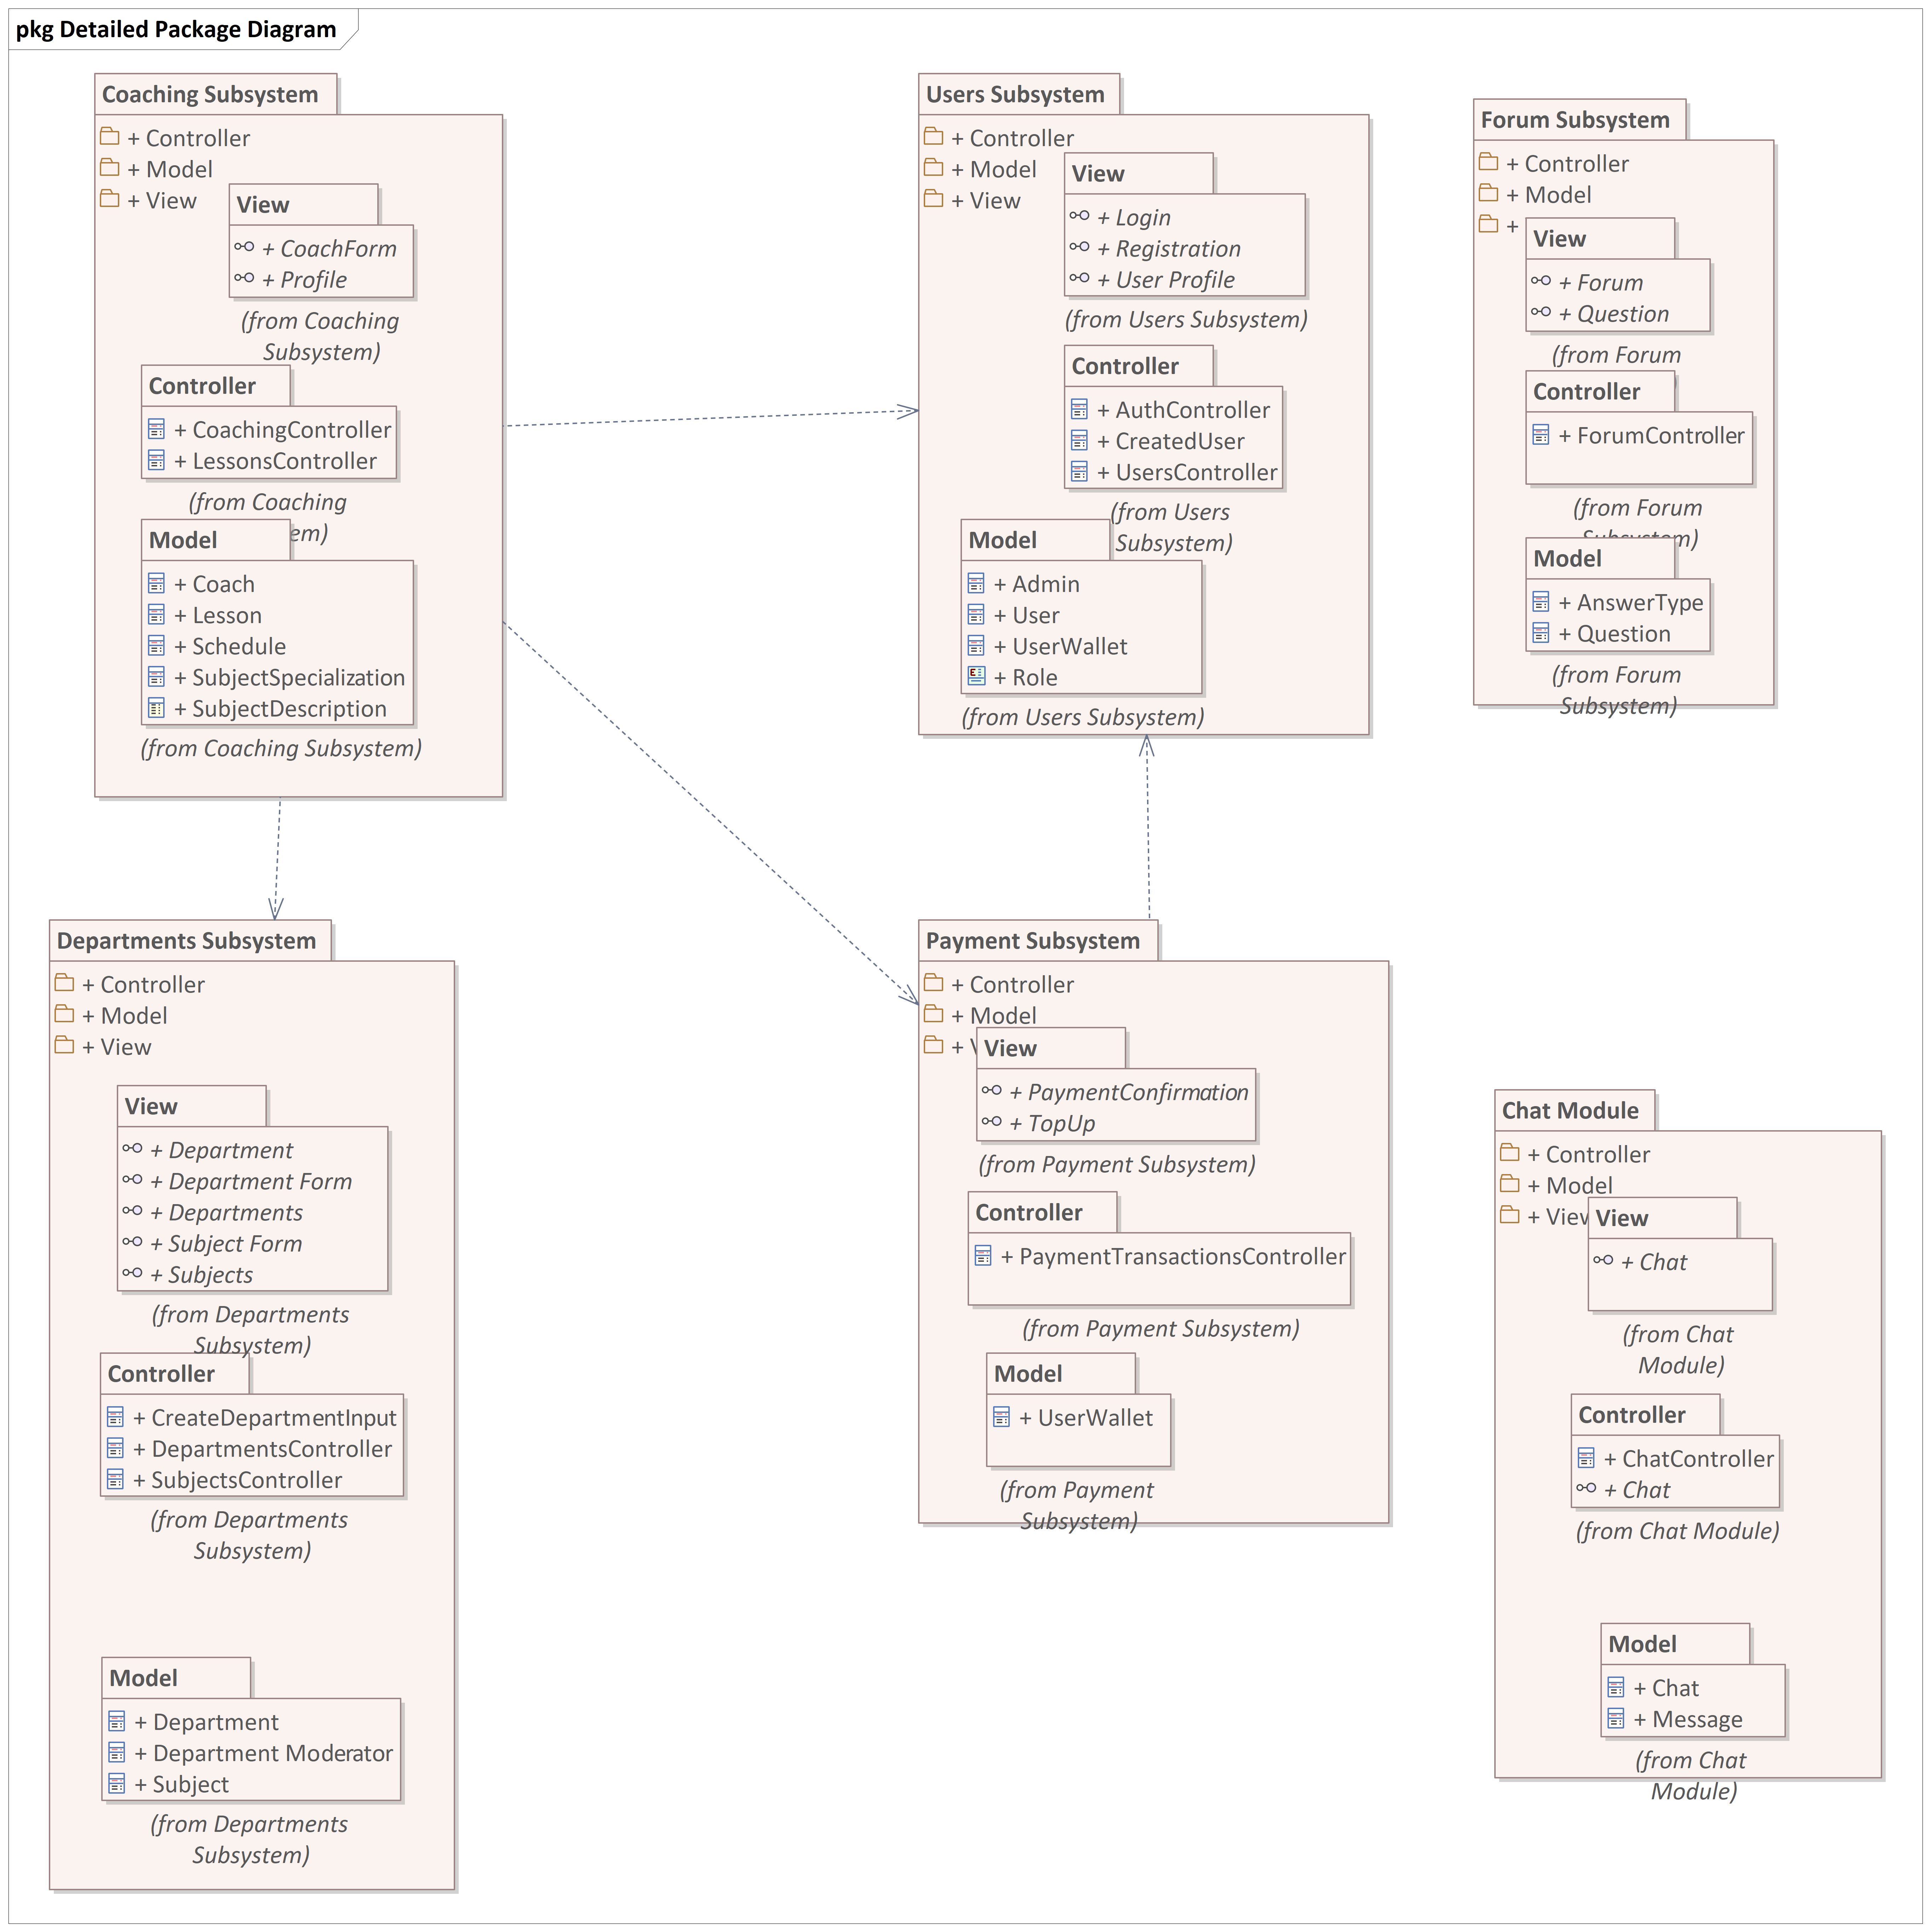 pkg Detailed Package Diagram
Coaching Subsystem
+ Controller
+ Model
+ View
View
+ CoachForm
+ Profile
(from Coaching
Subsystem)
Controller
+ CoachingController
+ LessonsController
(from Coaching
em)
Model
+ Coach
+ Lesson
+ Schedule
+ SubjectSpecialization
+ SubjectDescription
(from Coaching Subsystem)
Users Subsystem
+ Controller
+ Model
+ View
View
+ Login
+ Registration
+ User Profile
(from Users Subsystem)
Controller
+ AuthController
+ CreatedUser
+ UsersController
(from Users
Subsystem)
Model
+ Admin
+ User
+ UserWallet
+ Role
(from Users Subsystem)
Forum Subsystem
+ Controller
+ Model
+
View
+ Forum
+ Question
(from Forum
Controller
+ ForumController
(from Forum
Subsystem)
Model
+ AnswerType
+ Question
(from Forum
Subsystem)
Departments Subsystem
+ Controller
+ Model
+ View
View
+ Department
+ Department Form
+ Departments
+ Subject Form
+ Subjects
(from Departments
Subsystem)
Controller
+ CreateDepartmentInput
+ DepartmentsController
+ SubjectsController
(from Departments
Subsystem)
Model
+ Department
+ Department Moderator
+ Subject
(from Departments
Subsystem)
Payment Subsystem
+ Controller
+ Model
+
View
+ PaymentConfirmation
+ TopUp
(from Payment Subsystem)
Controller
+ PaymentTransactionsController
(from Payment Subsystem)
Model
+ UserWallet
(from Payment
Subsystem)
Chat Module
+ Controller
+ Model
+ View
View
+ Chat
(from Chat
Module)
Controller
+ ChatController
+ Chat
(from Chat Module)
Model
+ Chat
+ Message
(from Chat
Module)